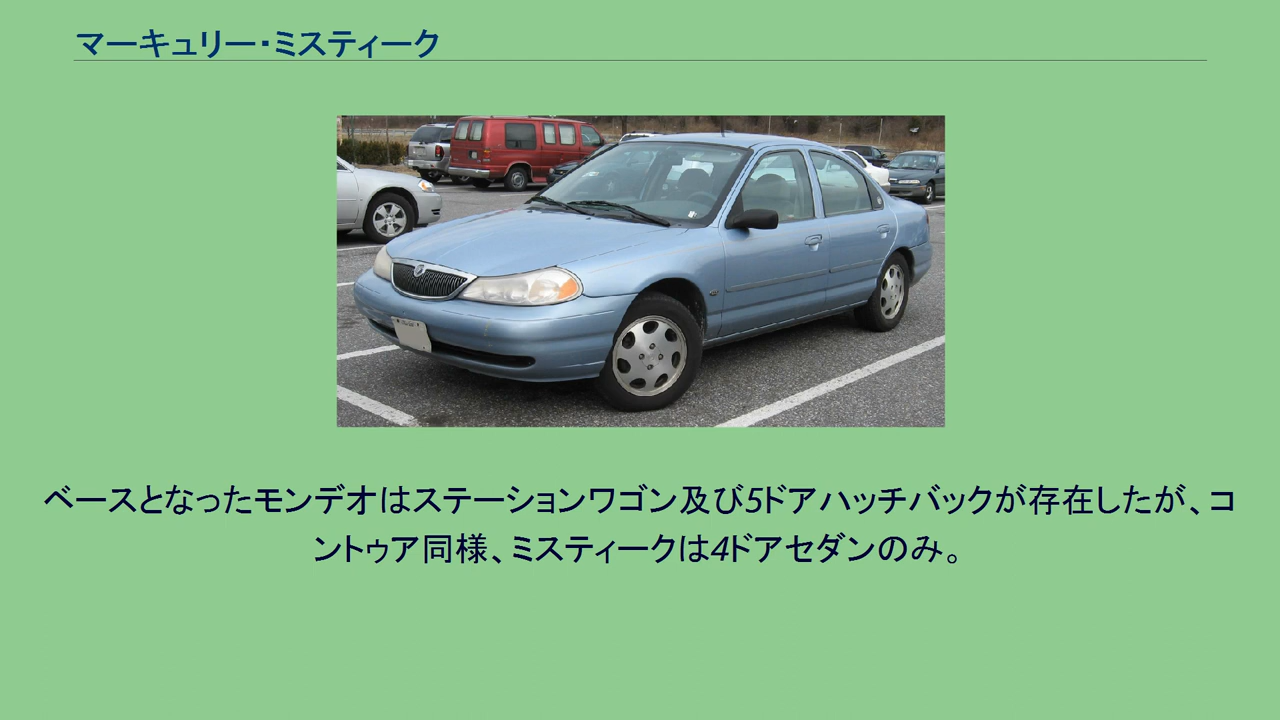 マーキュリー・ミスティーク
ベースとなったモンデオはステーションワゴン及び5ドアハッチバックが存在したが、コ
ントゥア同様、ミスティークは4ドアセダンのみ。